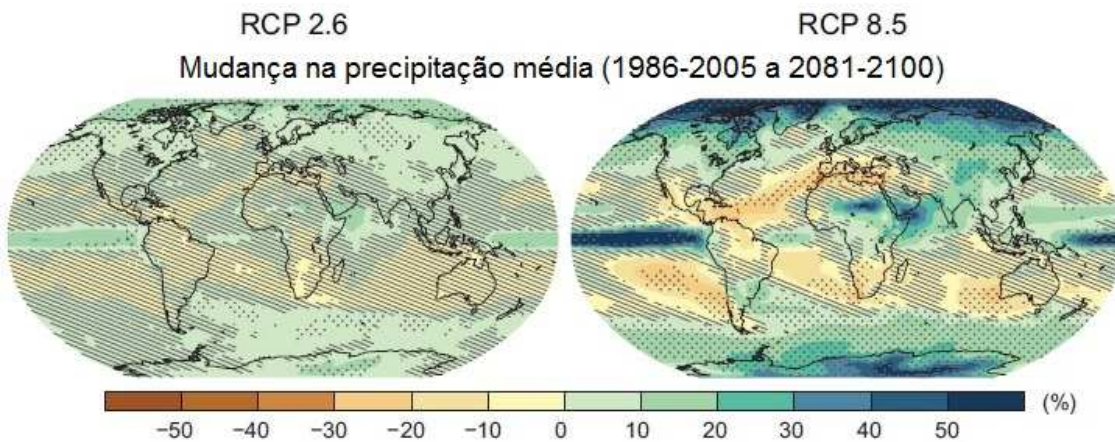 RCP 2.6 RCP 8.5
Mudança na precipitação média (1986-2005 a 2081-2100)
(%)
−50 −40 −30 −20 −10 0 10 20 30 40 50